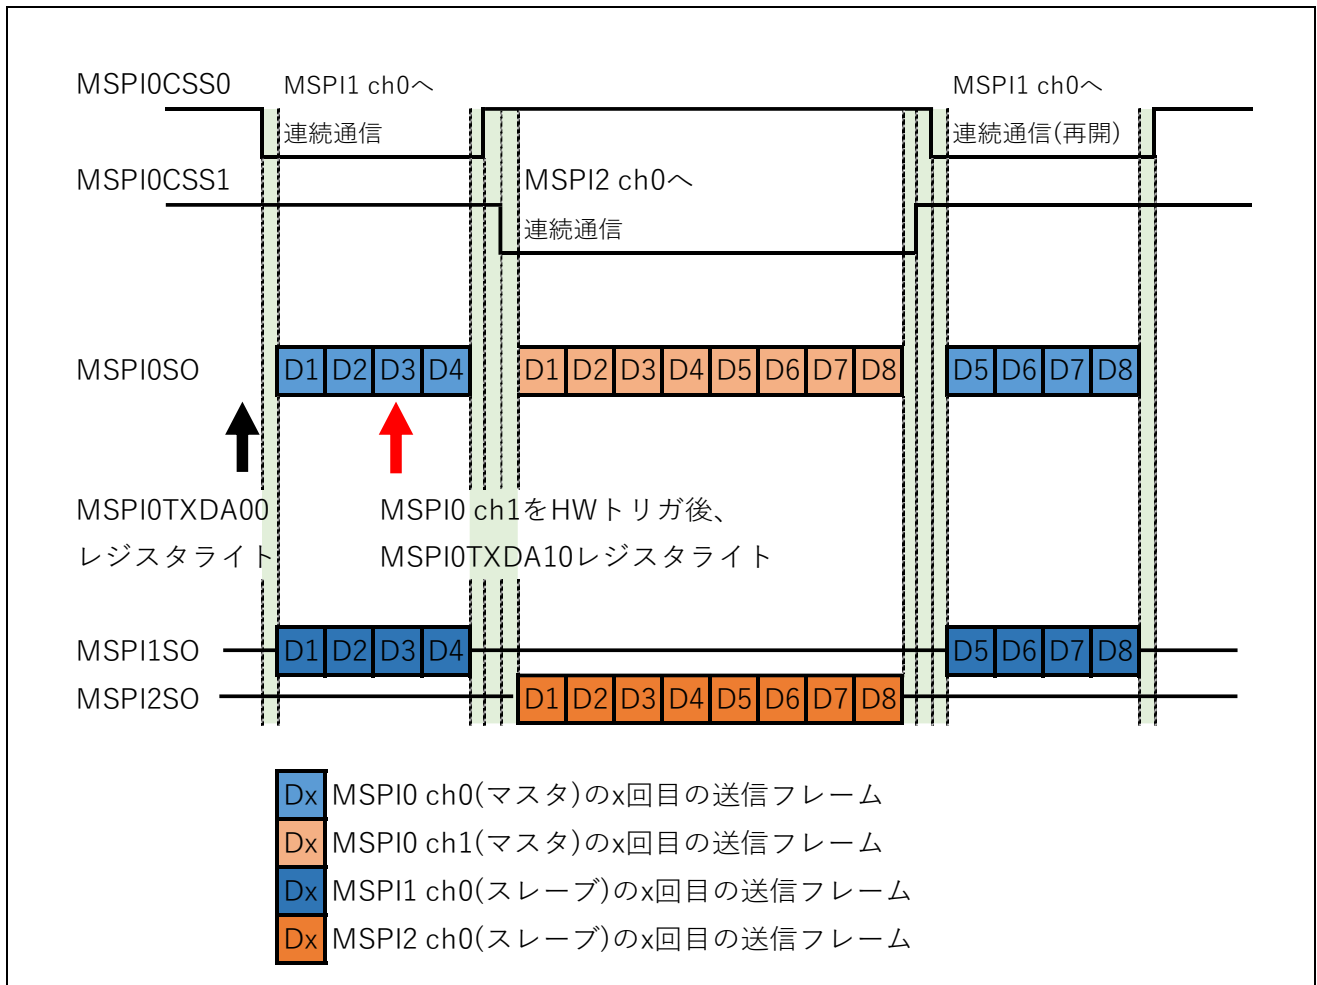 MSPI0CSS0
MSPI1 ch0へ
連続通信
MSPI1 ch0へ
連続通信(再開)
MSPI0CSS1
MSPI2 ch0へ
連続通信
MSPI0SO
D1 D2 D3 D4
D1 D2 D3 D4 D5 D6 D7 D8
D5 D6 D7 D8
MSPI0TXDA00
レジスタライト
MSPI0 ch1をHWトリガ後、
MSPI0TXDA10レジスタライト
MSPI1SO
D1 D2 D3 D4
D5 D6 D7 D8
MSPI2SO
D1 D2 D3 D4 D5 D6 D7 D8
Dx MSPI0 ch0(マスタ)のx回目の送信フレーム
Dx MSPI0 ch1(マスタ)のx回目の送信フレーム
Dx MSPI1 ch0(スレーブ)のx回目の送信フレーム
Dx MSPI2 ch0(スレーブ)のx回目の送信フレーム